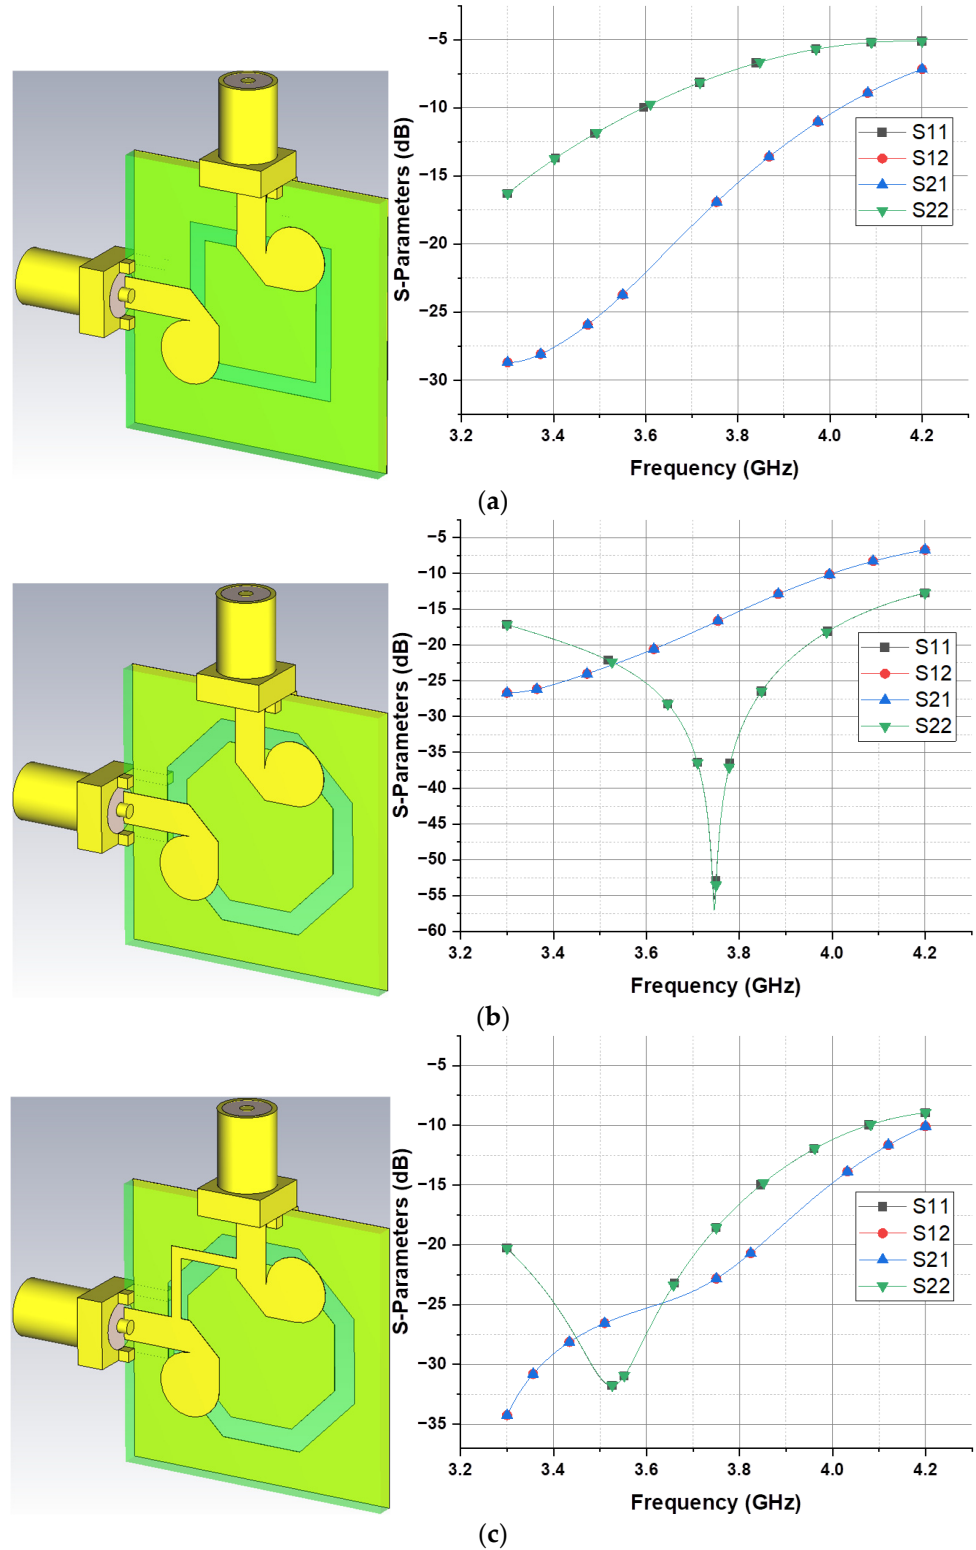 −5
−10
−15
−20
−25
−30
S-Parameters (dB)
S11
S12
S21
S22
3.2 3.4 3.6 3.8 4.0 4.2
Frequency (GHz)
(a)
−5
−10
−15
−20
−25
−30
−35
−40
−45
−50
−55
−60
S-Parameters (dB)
S11
S12
S21
S22
3.2 3.4 3.6 3.8 4.0 4.2
Frequency (GHz)
(b)
−5
−10
−15
−20
−25
−30
−35
S-Parameters (dB)
S11
S12
S21
S22
3.2 3.4 3.6 3.8 4.0 4.2
Frequency (GHz)
(c)